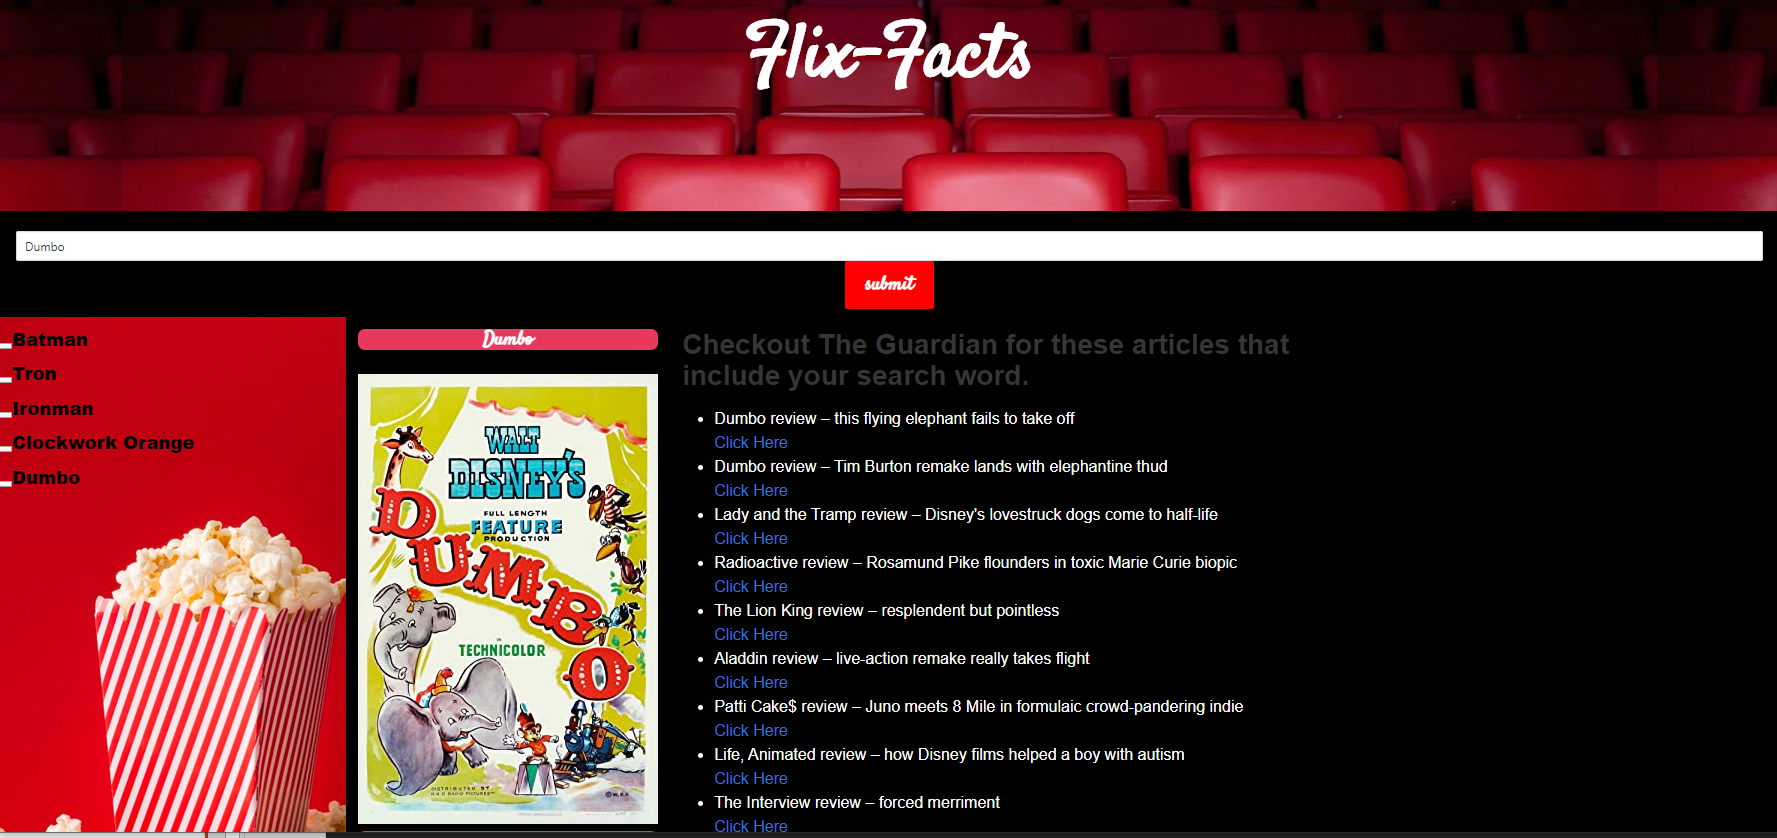 Flix-Facts
Dumbo
submit
Batman
Tron
Ironman
Clockwork Orange
Dumbo
Dumbo
WALT
DISNEY'S
FULL LENGTH
FEATURE
PRODUCTION
DUMBO
IN
TECHNICOLOR
DISTRIBUTED BY
R.K.O. RADIO PICTURES
Checkout The Guardian for these articles that
include your search word.
Dumbo review – this flying elephant fails to take off
Click Here
Dumbo review – Tim Burton remake lands with elephantine thud
Click Here
Lady and the Tramp review – Disney's lovestruck dogs come to half-life
Click Here
Radioactive review – Rosamund Pike flounders in toxic Marie Curie biopic
Click Here
The Lion King review – resplendent but pointless
Click Here
Aladdin review – live-action remake really takes flight
Click Here
Patti Cake$ review – Juno meets 8 Mile in formulaic crowd-pandering indie
Click Here
Life, Animated review – how Disney films helped a boy with autism
Click Here
The Interview review – forced merriment
Click Here